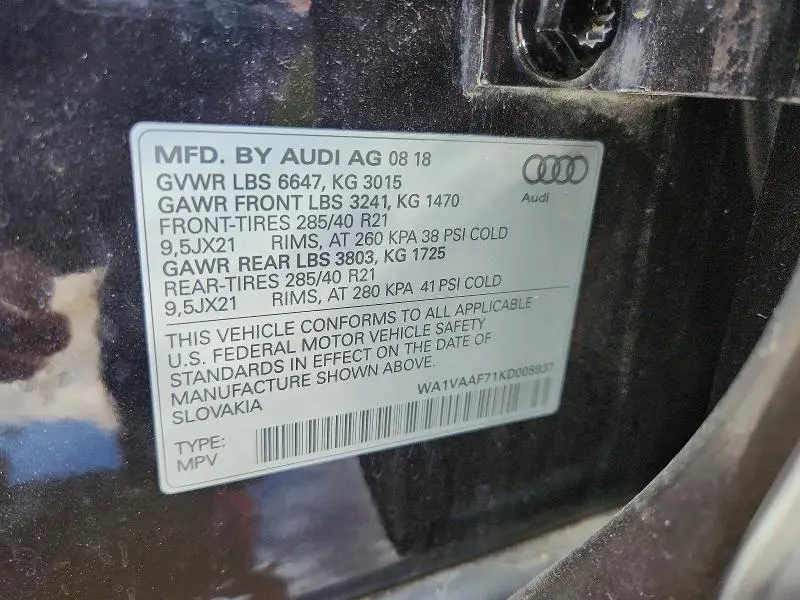 MFD. BY AUDI AG 08 18
GVWR LBS 6647, KG 3015
GAWR FRONT LBS 3241, KG 1470
FRONT-TIRES 285/40 R21
9,5JX21 RIMS, AT 260 KPA 38 PSI COLD
GAWR REAR LBS 3803, KG 1725
REAR-TIRES 285/40 R21
9,5JX21 RIMS, AT 280 KPA 41 PSI COLD
Audi
THIS VEHICLE CONFORMS TO ALL APPLICABLE
U.S. FEDERAL MOTOR VEHICLE SAFETY
STANDARDS IN EFFECT ON THE DATE OF
MANUFACTURE SHOWN ABOVE.
SLOVAKIA
WA1VAAF71KD008937
TYPE:
MPV